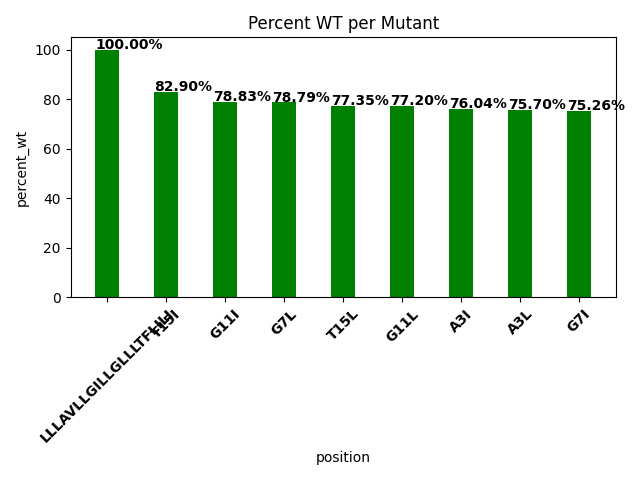 Percent WT per Mutant
100.00%
82.90%
78.83%
78.79%
77.35%
77.20%
76.04%
75.70%
75.26%
percent_wt
100
80
60
40
20
0
G11I
G7L
T15L
G11L
A3I
A3L
G7I
position